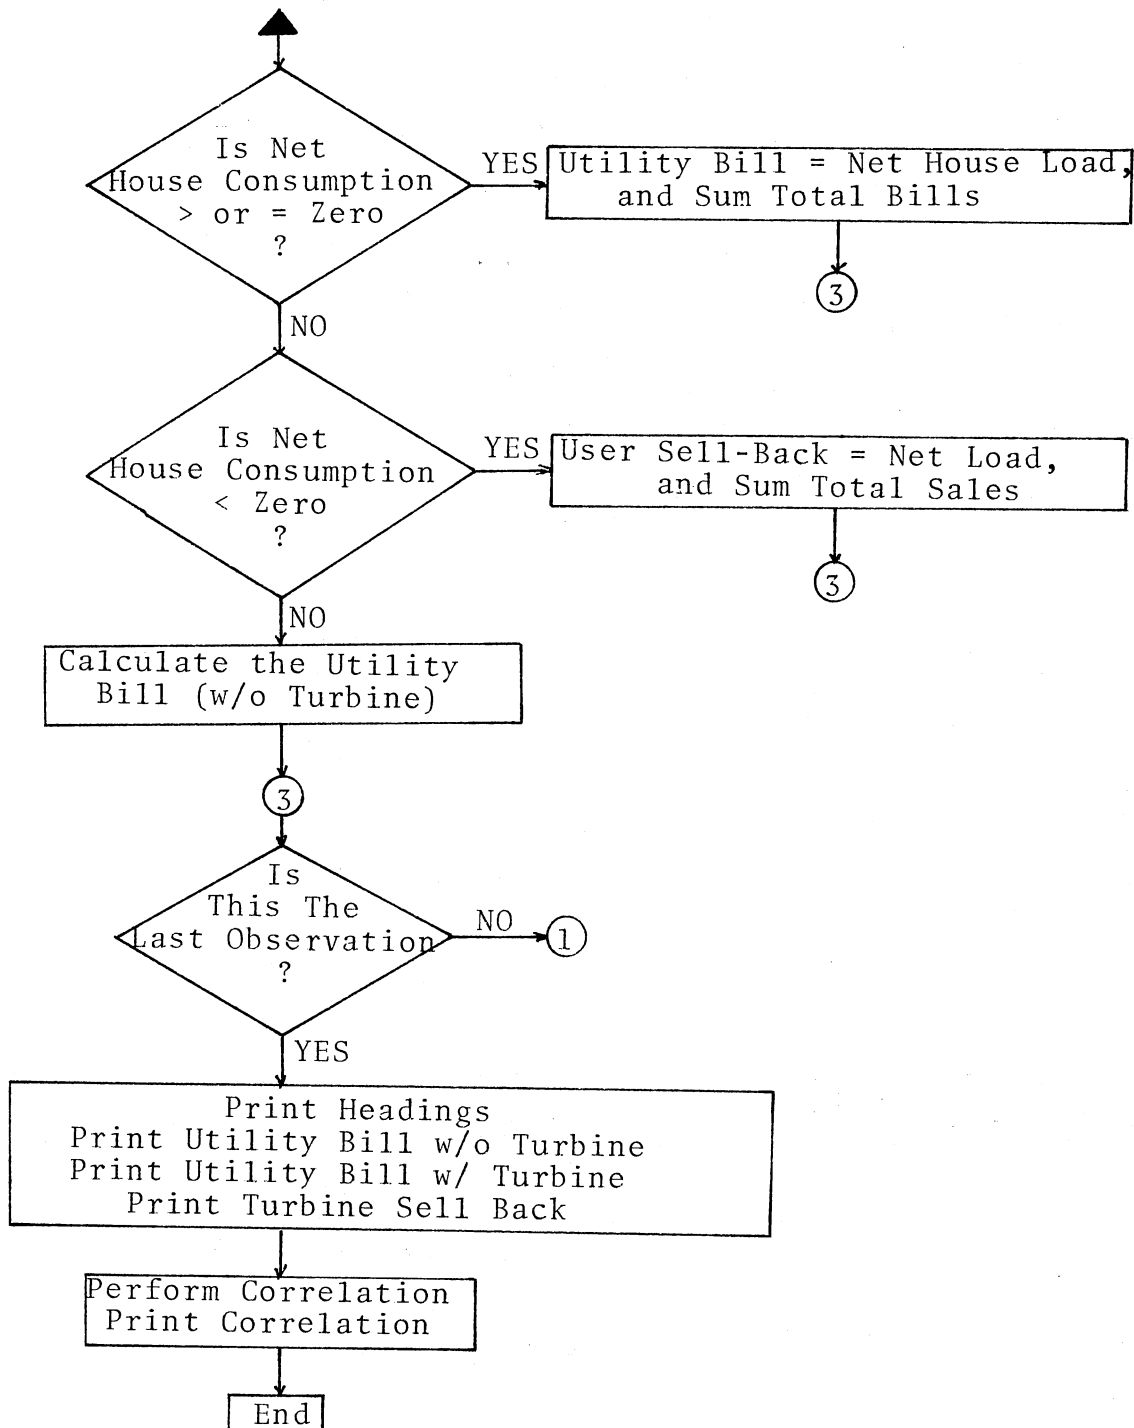 Is Net
House Consumption
> or = Zero
?
YES
Utility Bill = Net House Load,
and Sum Total Bills
3
NO
Is Net
House Consumption
< Zero
?
YES
User Sell-Back = Net Load,
and Sum Total Sales
3
NO
Calculate the Utility
Bill (w/o Turbine)
3
Is
This The
Last Observation
?
NO
1
YES
Print Headings
Print Utility Bill w/o Turbine
Print Utility Bill w/ Turbine
Print Turbine Sell Back
Perform Correlation
Print Correlation
End